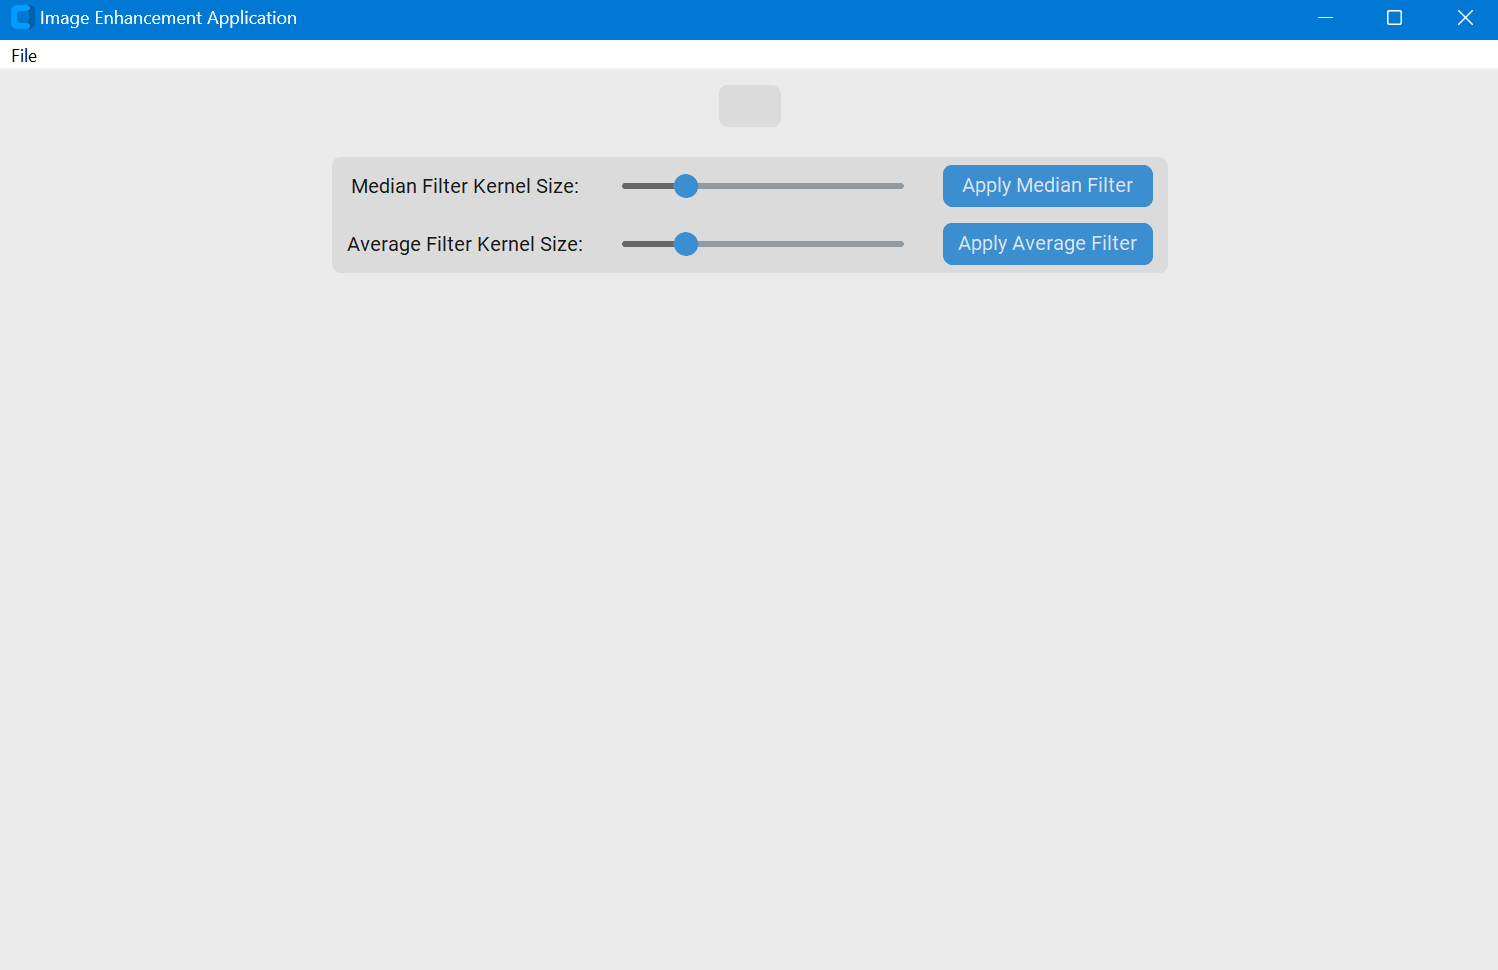 Image Enhancement Application
File
Median Filter Kernel Size: Apply Median Filter
Average Filter Kernel Size: Apply Average Filter